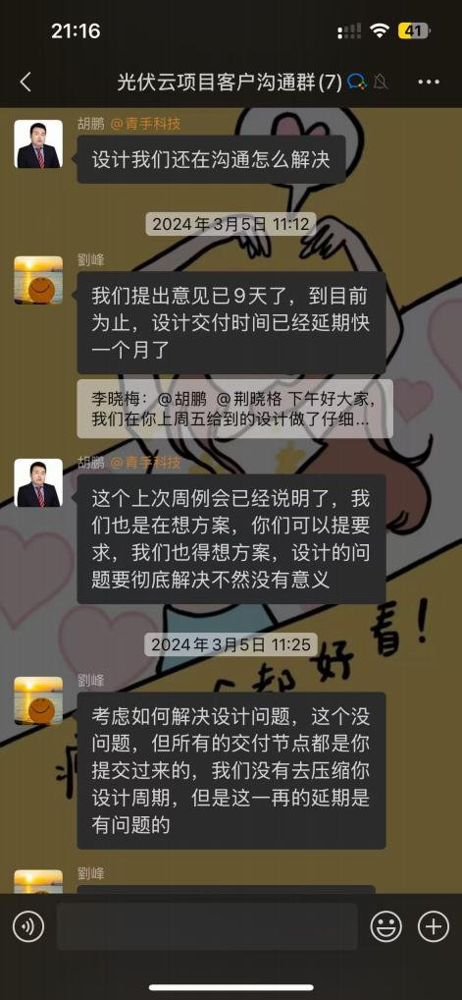 21:16
41
光伏云项目客户沟通群(7)
胡鹏 @青手科技
设计我们还在沟通怎么解决
2024年3月5日 11:12
劉峰
我们提出意见已9天了，到目前
为止，设计交付时间已经延期快
一个月了
李晓梅：@胡鹏 @荆晓格 下午好大家，
我们在你上周五给到的设计做了仔细...
胡鹏 @青手科技
这个上次周例会已经说明了，我
们也是在想方案，你们可以提要
求，我们也得想方案，设计的问
题要彻底解决不然没有意义
2024年3月5日 11:25
好看！
劉峰
考虑如何解决设计问题，这个没
问题，但所有的交付节点都是你
提交过来的，我们没有去压缩你
设计周期，但是这一再的延期是
有问题的
劉峰